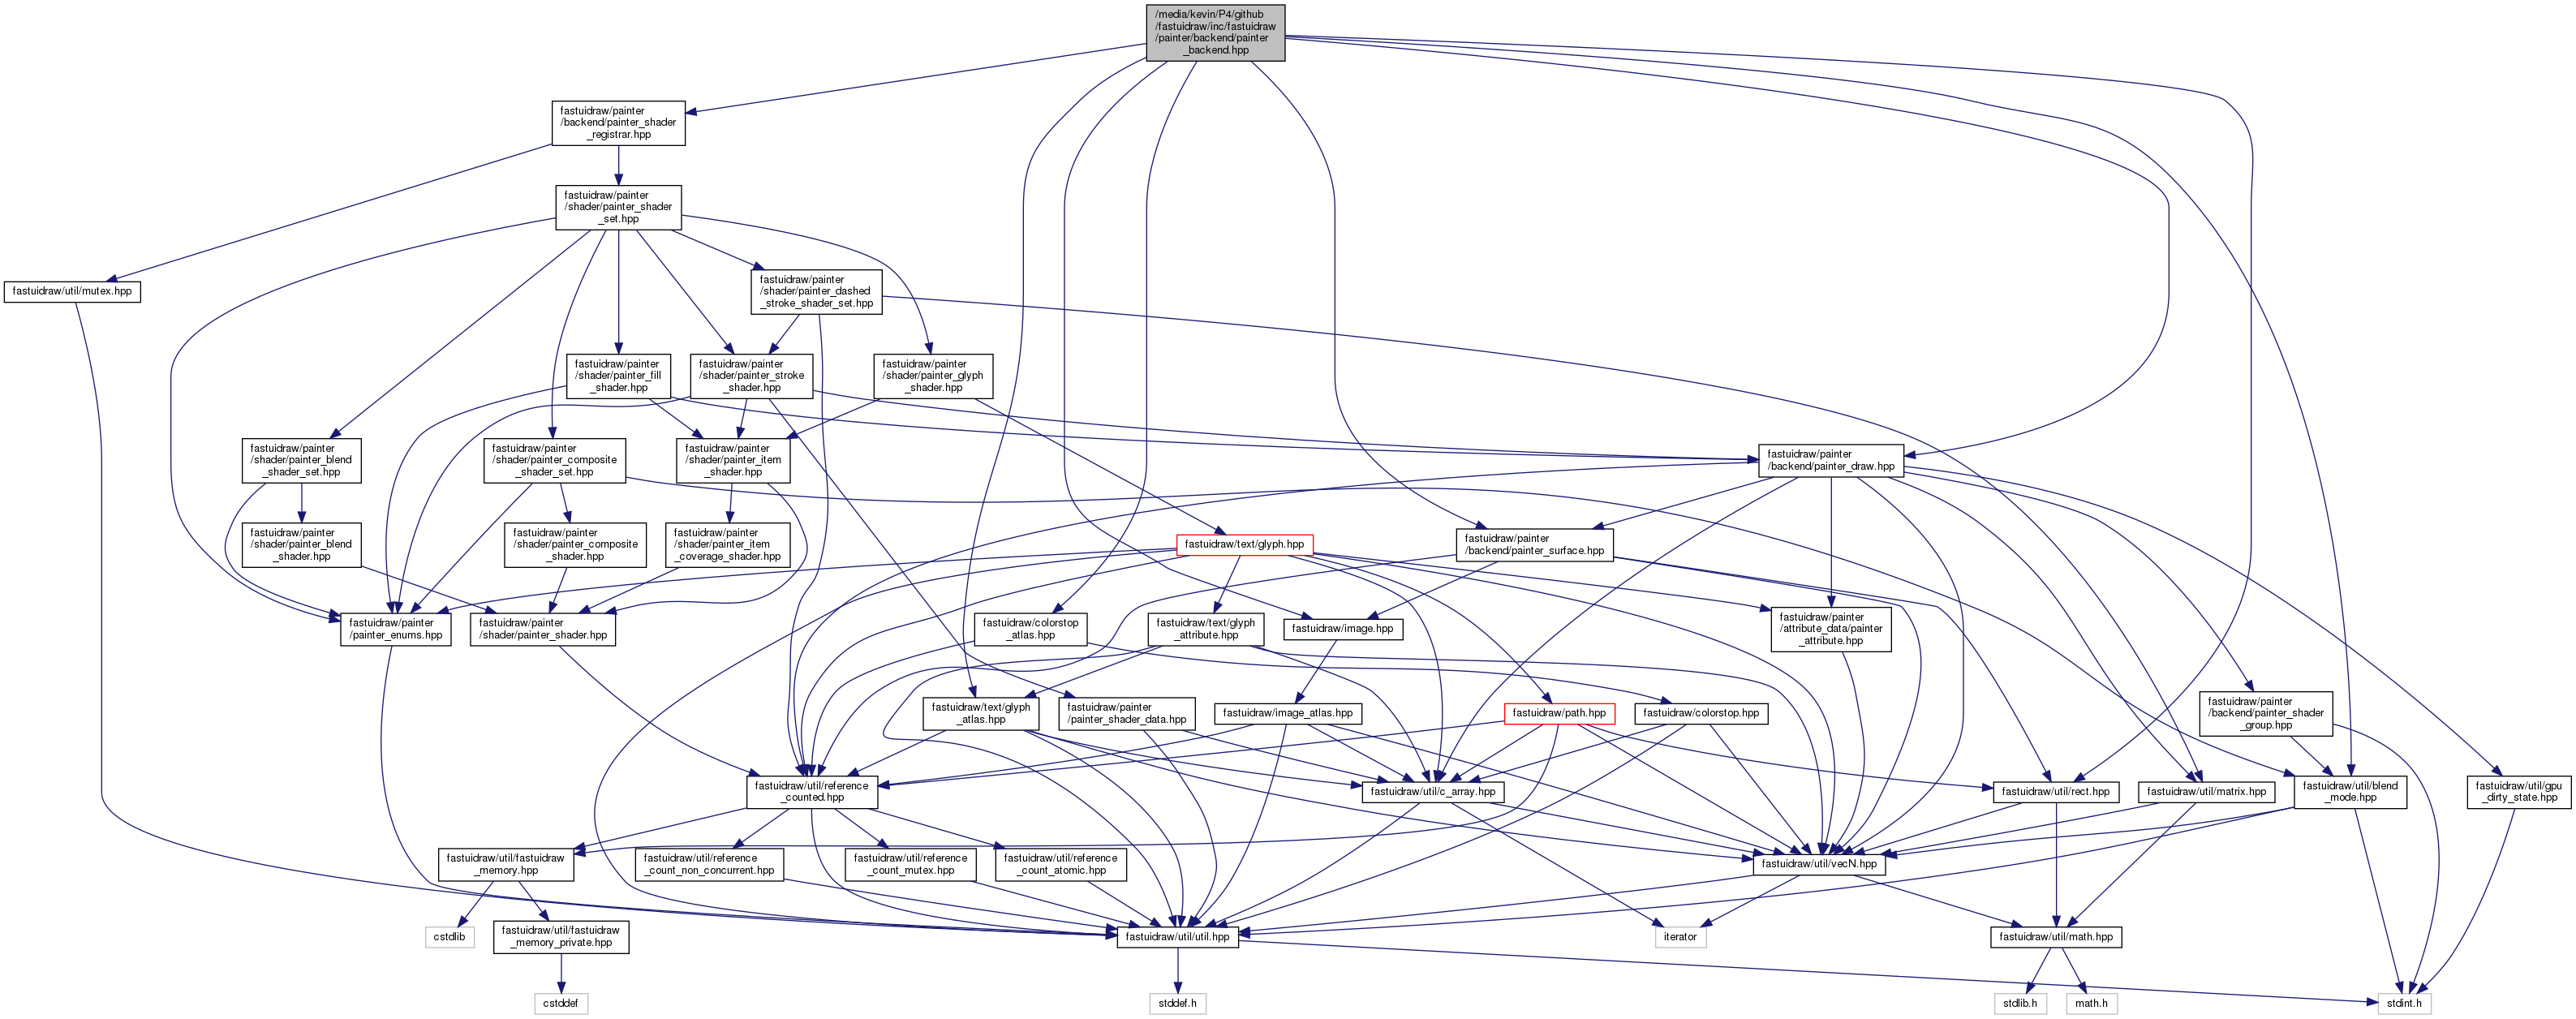 /media/kevin/P4/github
/fastuidraw/inc/fastuidraw
/painter/backend/painter
_backend.hpp
fastuidraw/painter
/backend/painter_shader
_registrar.hpp
fastuidraw/painter
/shader/painter_shader
_set.hpp
fastuidraw/util/mutex.hpp
fastuidraw/painter
/shader/painter_dashed
_stroke_shader_set.hpp
fastuidraw/painter
/shader/painter_fill
_shader.hpp
fastuidraw/painter
/shader/painter_stroke
_shader.hpp
fastuidraw/painter
/shader/painter_glyph
_shader.hpp
fastuidraw/painter
/shader/painter_blend
_shader_set.hpp
fastuidraw/painter
/shader/painter_composite
_shader_set.hpp
fastuidraw/painter
/shader/painter_item
_shader.hpp
fastuidraw/painter
/backend/painter_draw.hpp
fastuidraw/painter
/shader/painter_blend
_shader.hpp
fastuidraw/painter
/shader/painter_composite
_shader.hpp
fastuidraw/painter
/shader/painter_item
_coverage_shader.hpp
fastuidraw/text/glyph.hpp
fastuidraw/painter
/backend/painter_surface.hpp
fastuidraw/painter
/painter_enums.hpp
fastuidraw/painter
/shader/painter_shader.hpp
fastuidraw/colorstop
_atlas.hpp
fastuidraw/text/glyph
_attribute.hpp
fastuidraw/image.hpp
fastuidraw/painter
/attribute_data/painter
_attribute.hpp
fastuidraw/text/glyph
_atlas.hpp
fastuidraw/painter
/painter_shader_data.hpp
fastuidraw/image_atlas.hpp
fastuidraw/path.hpp
fastuidraw/colorstop.hpp
fastuidraw/painter
/backend/painter_shader
_group.hpp
fastuidraw/util/reference
_counted.hpp
fastuidraw/util/c_array.hpp
fastuidraw/util/rect.hpp
fastuidraw/util/matrix.hpp
fastuidraw/util/blend
_mode.hpp
fastuidraw/util/gpu
_dirty_state.hpp
fastuidraw/util/fastuidraw
_memory.hpp
fastuidraw/util/reference
_count_non_concurrent.hpp
fastuidraw/util/reference
_count_mutex.hpp
fastuidraw/util/reference
_count_atomic.hpp
fastuidraw/util/vecN.hpp
cstdlib
fastuidraw/util/fastuidraw
_memory_private.hpp
fastuidraw/util/util.hpp
iterator
fastuidraw/util/math.hpp
cstddef
stddef.h
stdlib.h
math.h
stdint.h